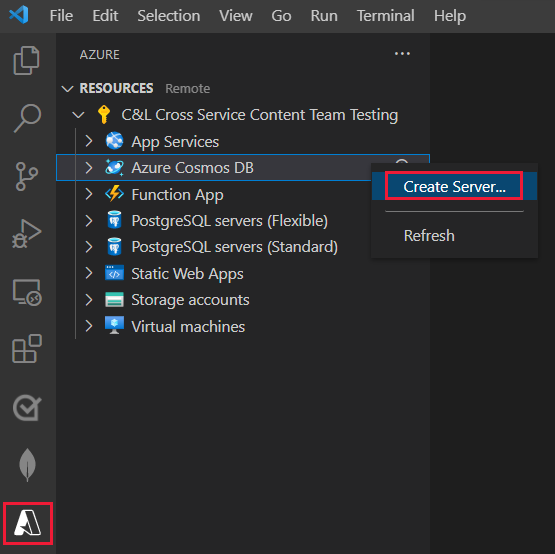 File Edit Selection View Go Run Terminal Help
AZURE ...
RESOURCES Remote
C&L Cross Service Content Team Testing
App Services
Azure Cosmos DB
Create Server...
Function App
PostgreSQL servers (Flexible)
Refresh
PostgreSQL servers (Standard)
Static Web Apps
Storage accounts
Virtual machines